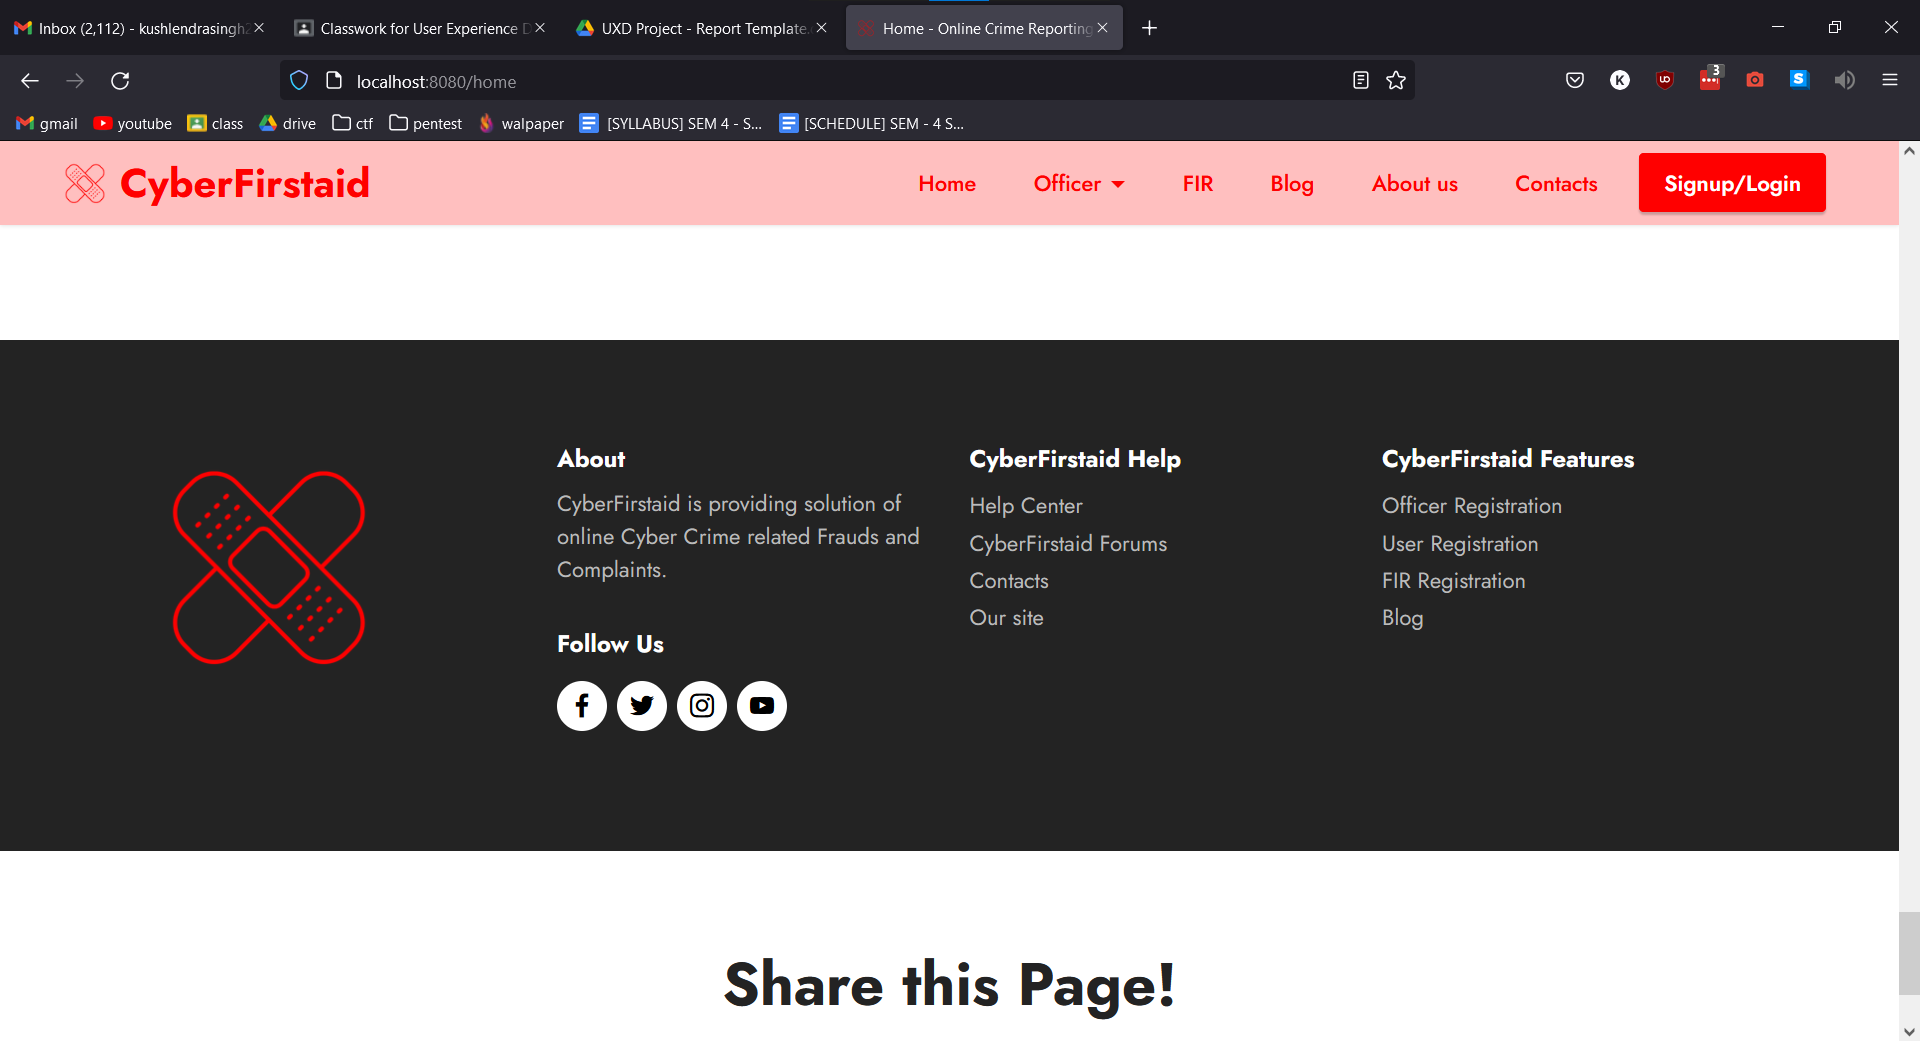 Inbox (2,112) - kushlendrasingh2
Classwork for User Experience D
UXD Project - Report Template.
Home - Online Crime Reporting
localhost:8080/home
K
3
S
gmail
youtube
class
drive
ctf
pentest
walpaper
[SYLLABUS] SEM 4 - S...
[SCHEDULE] SEM - 4 S...
CyberFirstaid
Home
Officer
FIR
Blog
About us
Contacts
Signup/Login
About
CyberFirstaid is providing solution of
online Cyber Crime related Frauds and
Complaints.
Follow Us
CyberFirstaid Help
Help Center
CyberFirstaid Forums
Contacts
Our site
CyberFirstaid Features
Officer Registration
User Registration
FIR Registration
Blog
Share this Page!